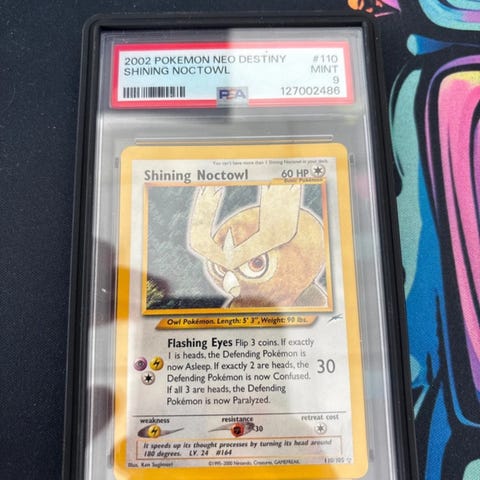 2002 POKEMON NEO DESTINY #110
SHINING NOCTOWL MINT
9
PSA 127002486
You can't have more than 1 Shining Noctowl in your deck.
Shining Noctowl 60 HP
Basic Pokémon
Owl Pokémon. Length: 5' 3", Weight: 90 lbs.
Flashing Eyes Flip 3 coins. If exactly
1 is heads, the Defending Pokémon is
now Asleep. If exactly 2 are heads, the 30
Defending Pokémon is now Confused.
If all 3 are heads, the Defending
Pokémon is now Paralyzed.
weakness resistance retreat cost
-30
It speeds up its thought processes by turning its head around
180 degrees. LV. 24 #164
Illus. Ken Sugimori ©1995-2000 Nintendo, Creatures, GAMEFREAK. 110/105